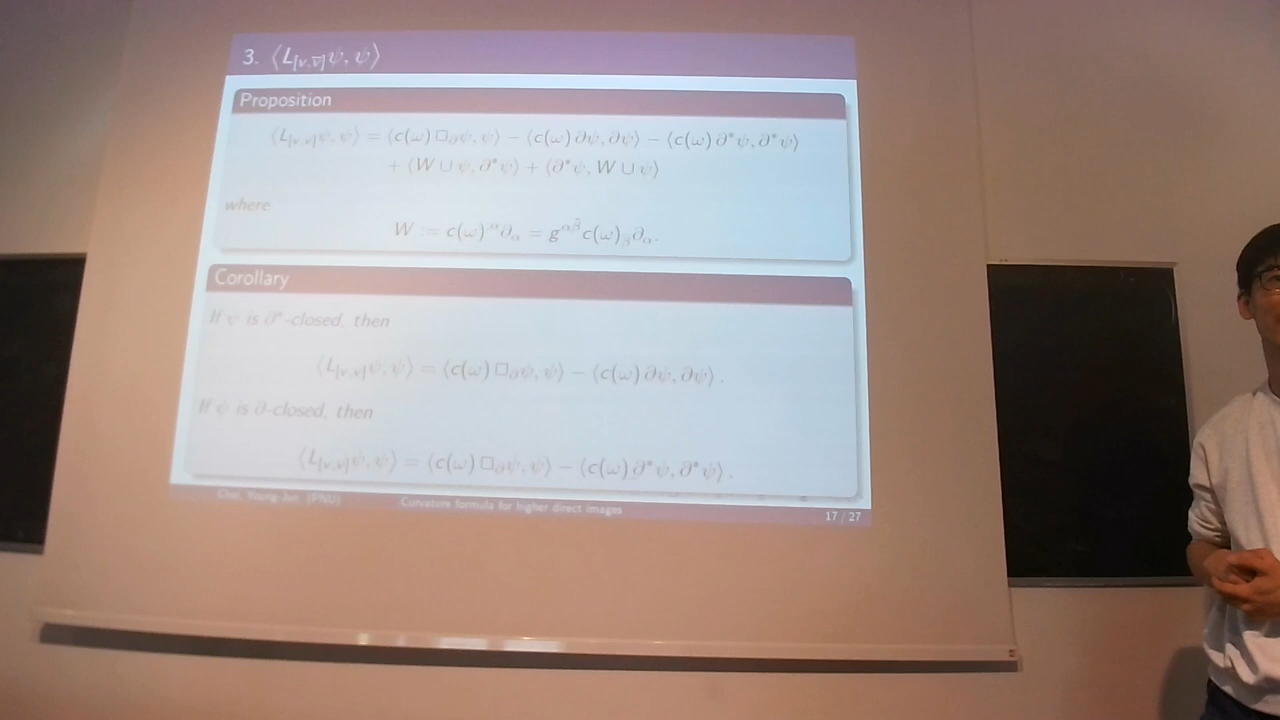 3. ⟨L_{[v,v̄]}ψ, ψ⟩
Proposition
⟨L_{[v,v̄]}ψ, ψ⟩ = ⟨c(ω) □_∂ψ, ψ⟩ − ⟨c(ω) ∂ψ, ∂ψ⟩ − ⟨c(ω) ∂*ψ, ∂*ψ⟩
+ ⟨W ∪ ψ, ∂*ψ⟩ + ⟨∂*ψ, W ∪ ψ⟩
where
W := c(ω)^{;α}∂_α = g^{αβ̄}c(ω)_{;β̄}∂_α.
Corollary
If ψ is ∂*-closed, then
⟨L_{[v,v̄]}ψ, ψ⟩ = ⟨c(ω) □_∂ψ, ψ⟩ − ⟨c(ω) ∂ψ, ∂ψ⟩ .
If ψ is ∂-closed, then
⟨L_{[v,v̄]}ψ, ψ⟩ = ⟨c(ω) □_∂ψ, ψ⟩ − ⟨c(ω) ∂*ψ, ∂*ψ⟩ .
Choi, Young-Jun (PNU) Curvature formula for higher direct images 17 / 27